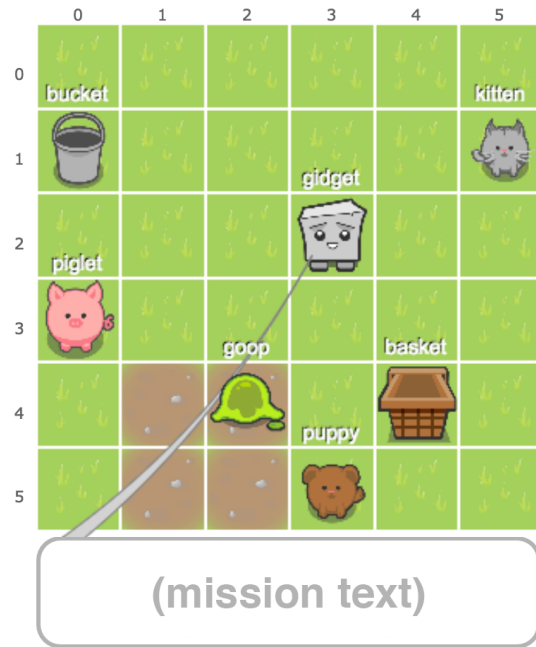 0 1 2 3 4 5
0
bucket kitten
1
gidget
2
piglet
3
goop basket
4
puppy
5
(mission text)